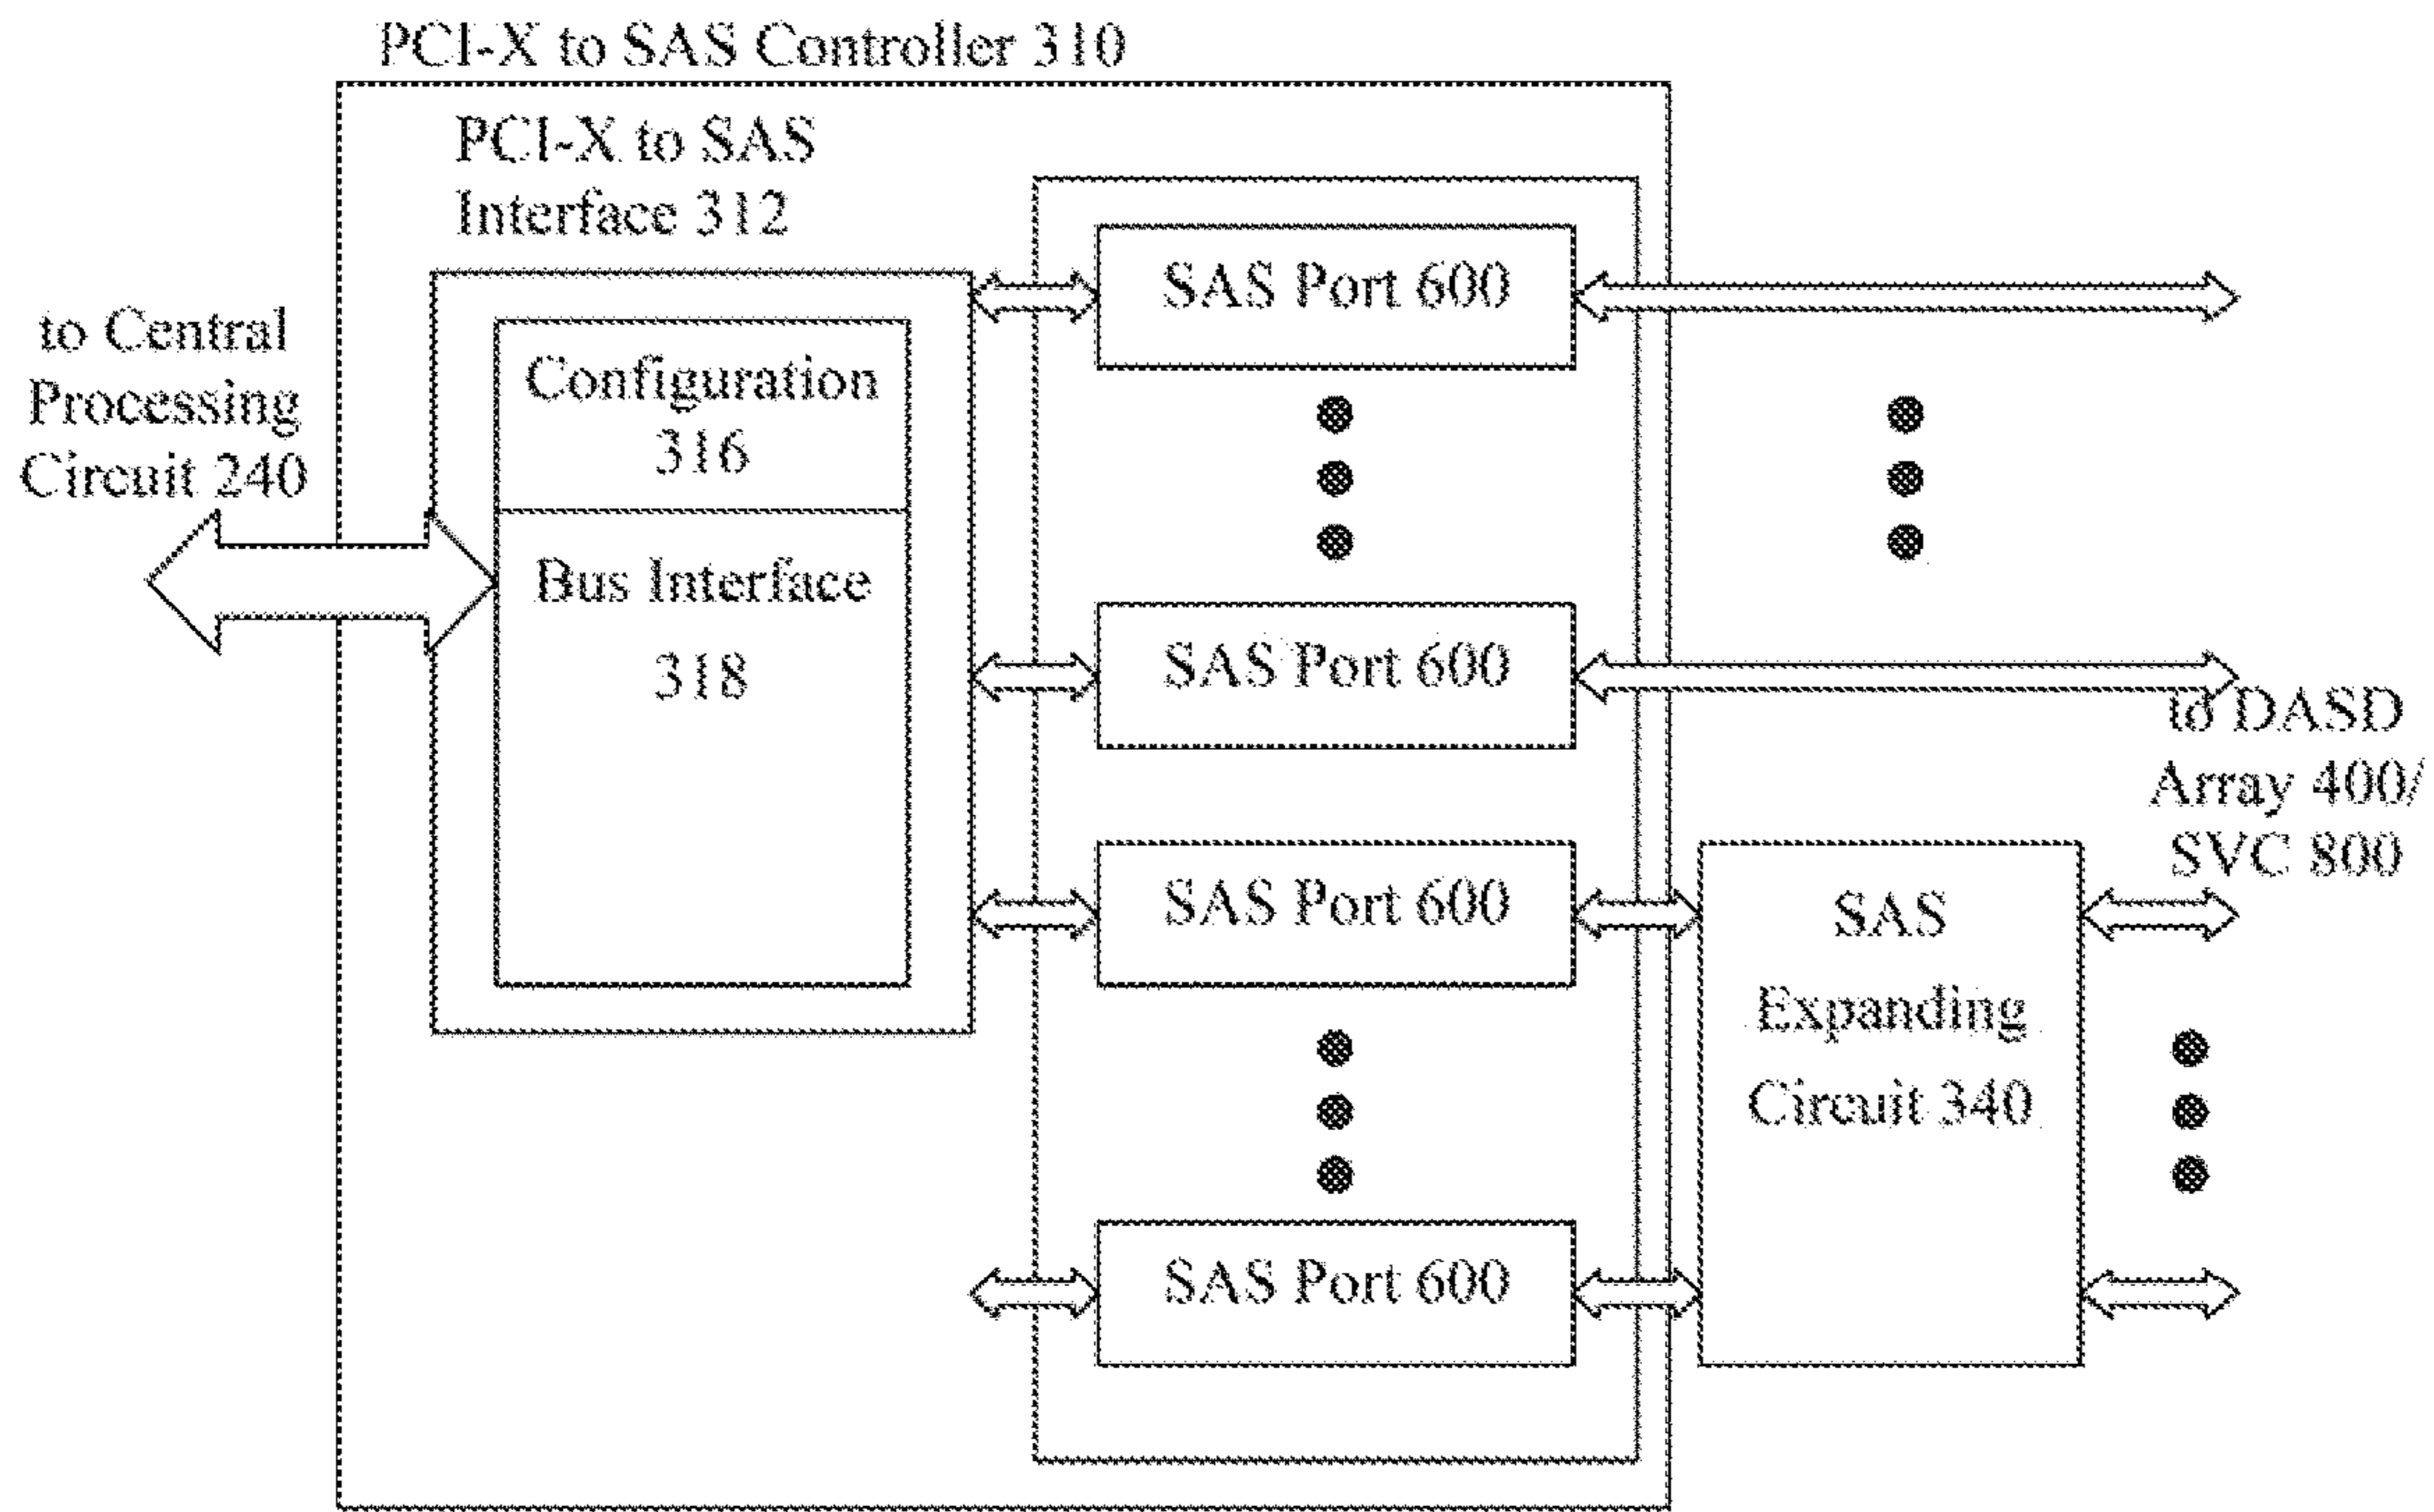 PCI-X to SAS Controller 310
PCI-X to SAS
Interface 312
to Central
Processing
Circuit 240
Configuration
316
Bus Interface
318
SAS Port 600
SAS Port 600
SAS Port 600
SAS Port 600
SAS
Expanding
Circuit 340
to DASD
Array 400/
SVC 800